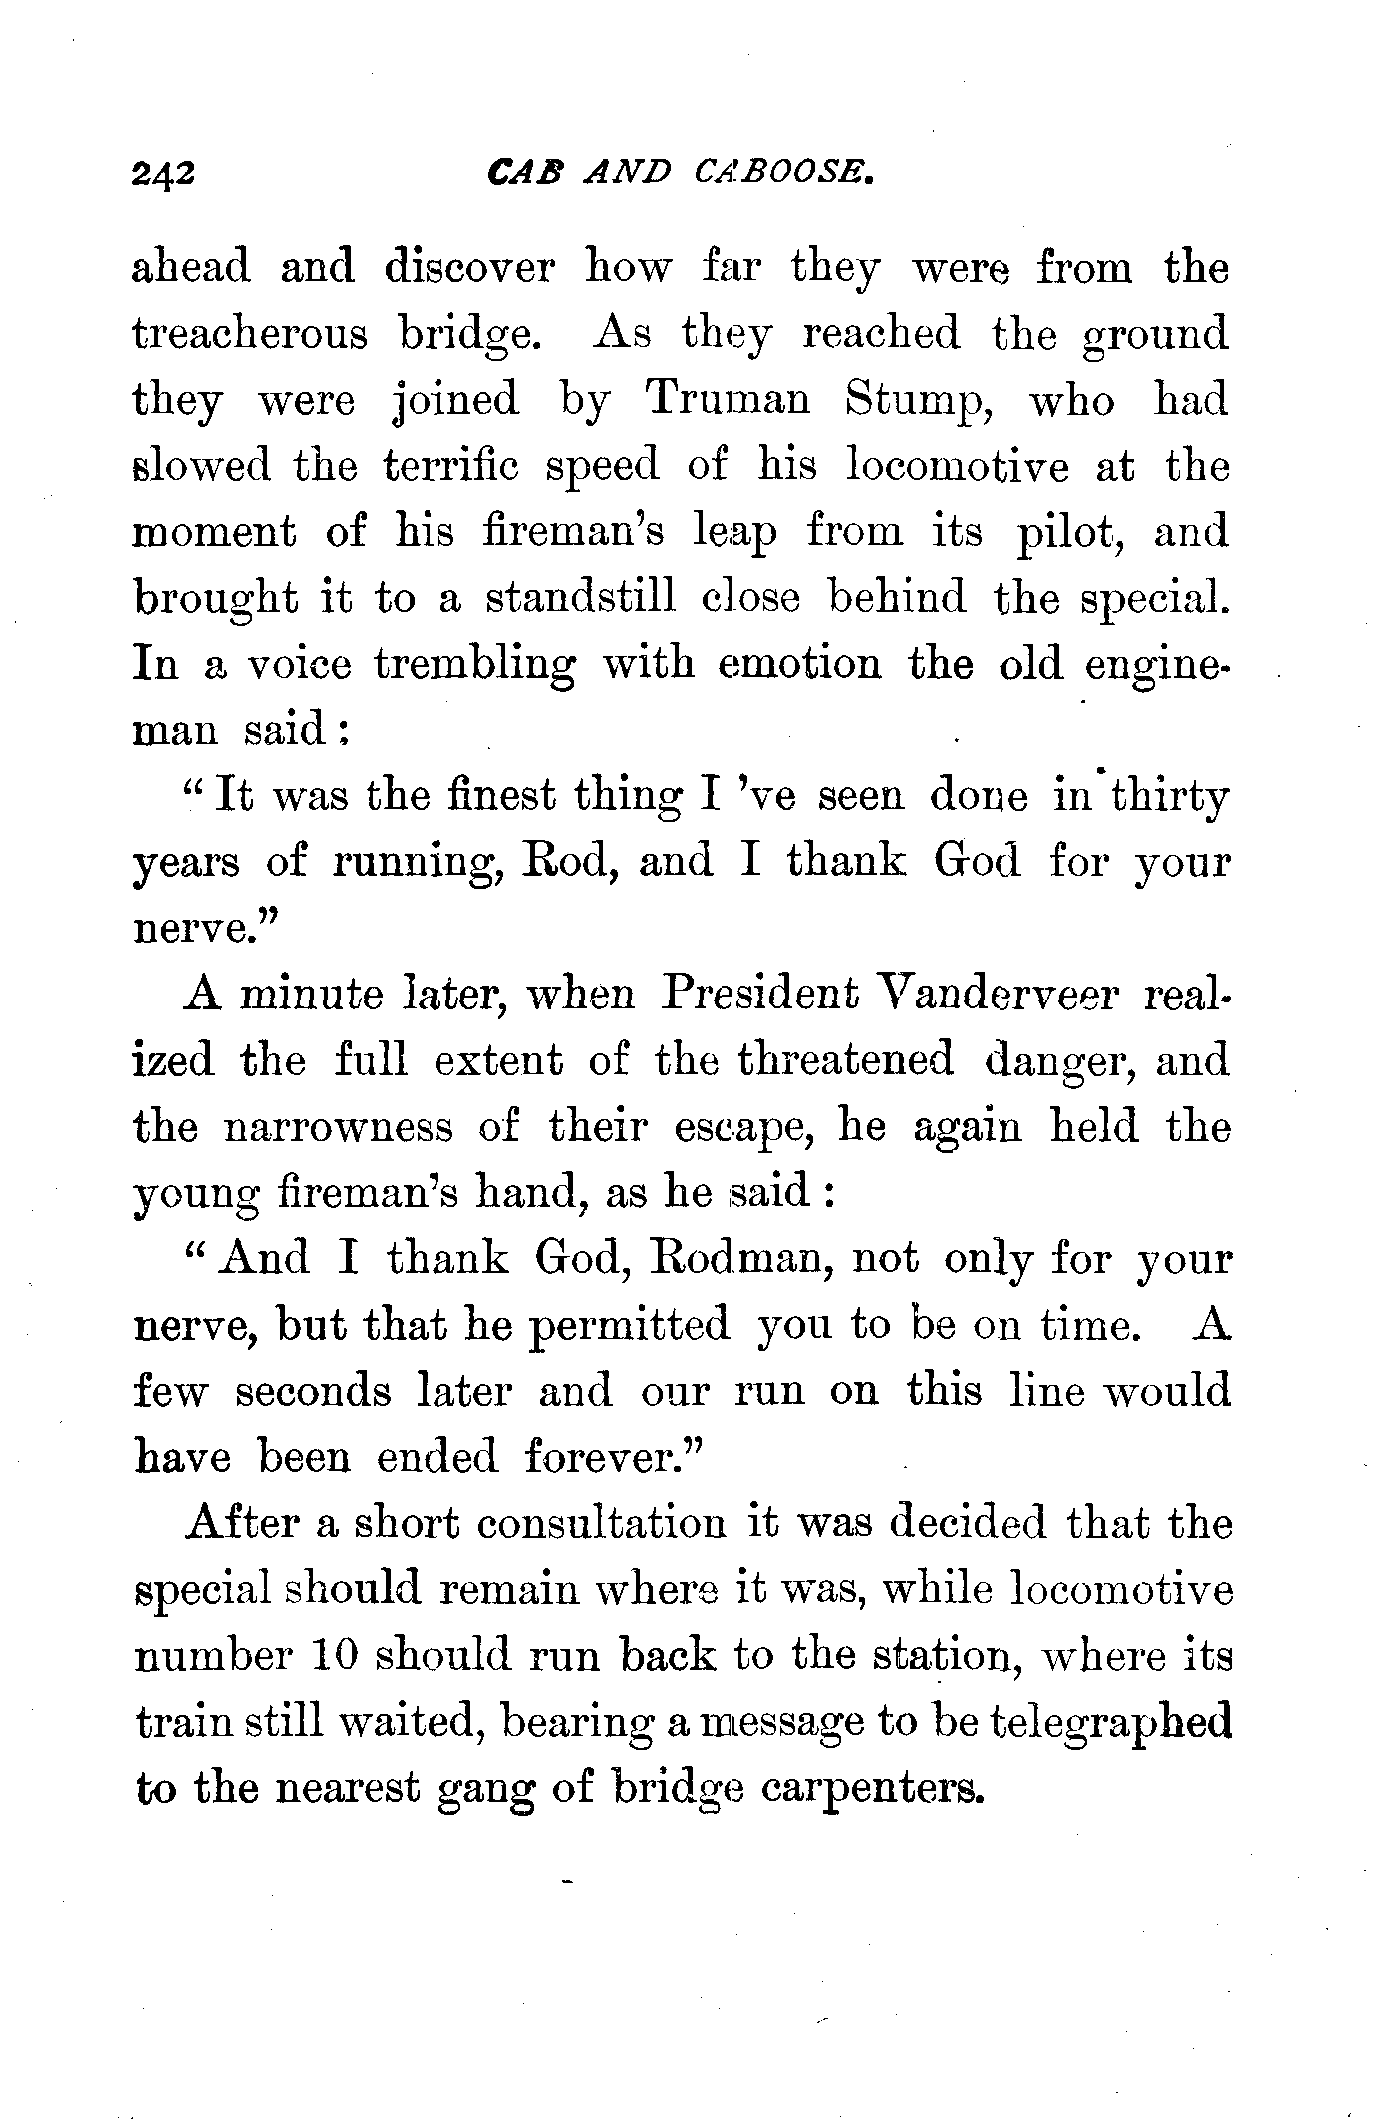 242 CAB AND CABOOSE.
ahead and discover how far they were from the
treacherous bridge. As they reached the ground
they were joined by Truman Stump, who had
slowed the terrific speed of his locomotive at the
moment of his fireman's leap from its pilot, and
brought it to a standstill close behind the special.
In a voice trembling with emotion the old engine-
man said :
" It was the finest thing I 've seen done in thirty
years of running, Rod, and I thank God for your
nerve."
A minute later, when President Vanderveer real-
ized the full extent of the threatened danger, and
the narrowness of their escape, he again held the
young fireman's hand, as he said :
" And I thank God, Rodman, not only for your
nerve, but that he permitted you to be on time. A
few seconds later and our run on this line would
have been ended forever."
After a short consultation it was decided that the
special should remain where it was, while locomotive
number 10 should run back to the station, where its
train still waited, bearing a message to be telegraphed
to the nearest gang of bridge carpenters.